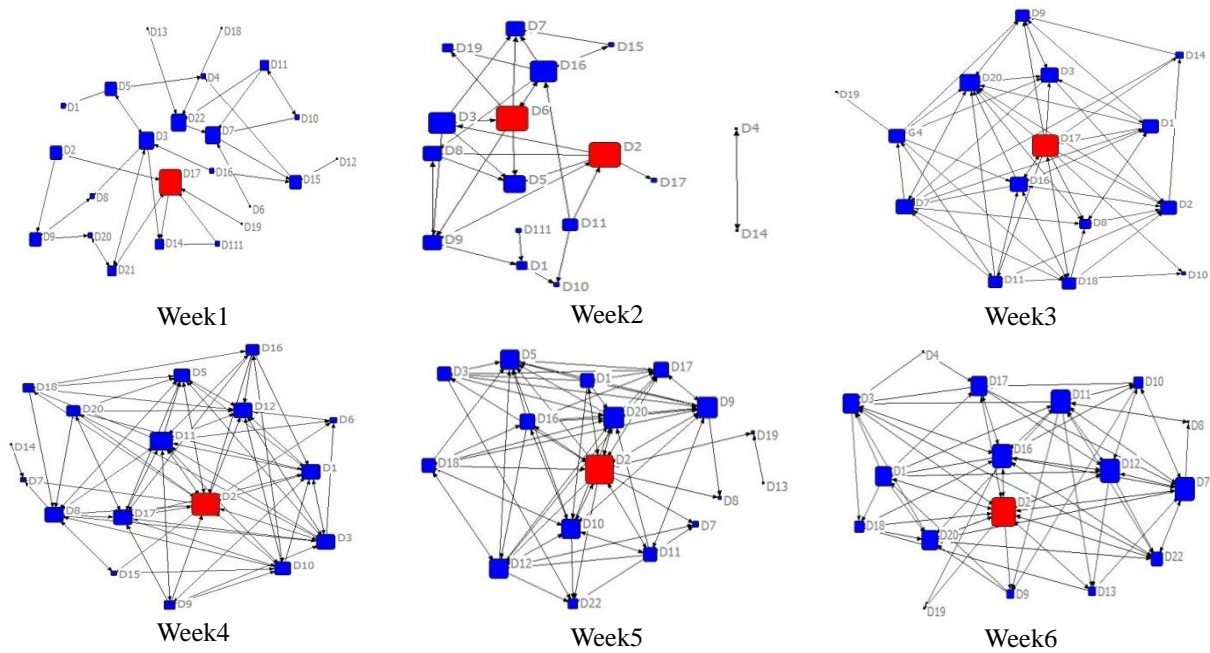 D13
D18
D4
D11
D5
D1
D22
D7
D10
D3
D2
D17
D16
D12
D15
D8
D6
D19
D9
D20
D14
D111
D21
Week1
D7
D19
D15
D16
D3
D6
D4
D8
D2
D5
D17
D11
D111
D14
D9
D1
D10
Week2
D9
D14
D20
D3
D19
G4
D17
D1
D16
D7
D2
D8
D11
D18
D10
Week3
D16
D5
D18
D20
D12
D6
D11
D14
D1
D7
D2
D8
D17
D3
D10
D15
D9
Week4
D5
D3
D1
D17
D9
D16
D20
D19
D18
D2
D13
D8
D10
D7
D12
D11
D22
Week5
D4
D17
D10
D3
D11
D8
D16
D1
D12
D7
D2
D18
D20
D22
D9
D13
D19
Week6